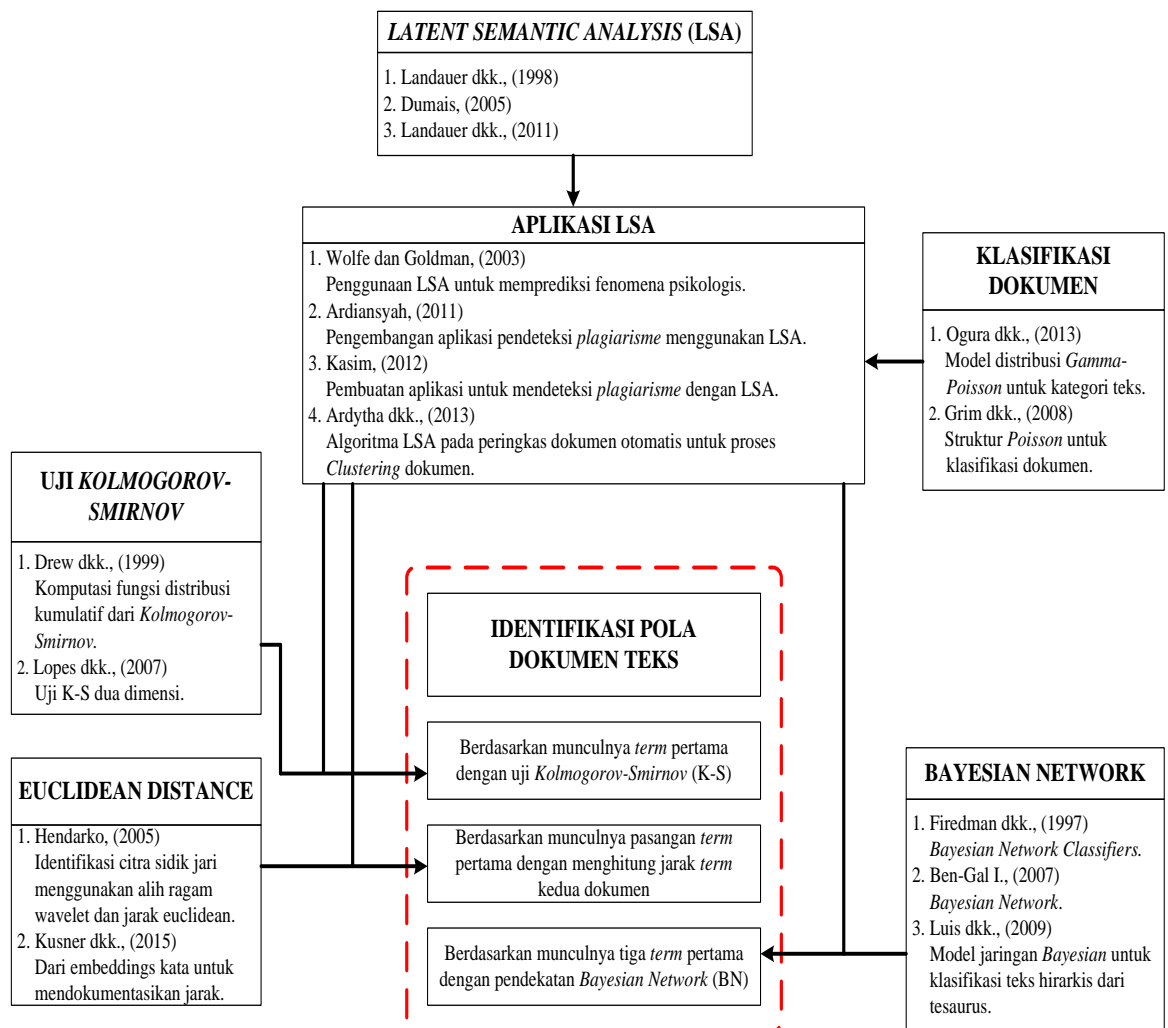 LATENT SEMANTIC ANALYSIS (LSA)
1. Landauer dkk., (1998)
2. Dumais, (2005)
3. Landauer dkk., (2011)
APLIKASI LSA
1. Wolfe dan Goldman, (2003)
Penggunaan LSA untuk memprediksi fenomena psikologis.
2. Ardiansyah, (2011)
Pengembangan aplikasi pendeteksi plagiarisme menggunakan LSA.
3. Kasim, (2012)
Pembuatan aplikasi untuk mendeteksi plagiarisme dengan LSA.
4. Ardytha dkk., (2013)
Algoritma LSA pada peringkas dokumen otomatis untuk proses
Clustering dokumen.
KLASIFIKASI
DOKUMEN
1. Ogura dkk., (2013)
Model distribusi Gamma-
Poisson untuk kategori teks.
2. Grim dkk., (2008)
Struktur Poisson untuk
klasifikasi dokumen.
UJI KOLMOGOROV-
SMIRNOV
1. Drew dkk., (1999)
Komputasi fungsi distribusi
kumulatif dari Kolmogorov-
Smirnov.
2. Lopes dkk., (2007)
Uji K-S dua dimensi.
IDENTIFIKASI POLA
DOKUMEN TEKS
Berdasarkan munculnya term pertama
dengan uji Kolmogorov-Smirnov (K-S)
Berdasarkan munculnya pasangan term
pertama dengan menghitung jarak term
kedua dokumen
Berdasarkan munculnya tiga term pertama
dengan pendekatan Bayesian Network (BN)
EUCLIDEAN DISTANCE
1. Hendarko, (2005)
Identifikasi citra sidik jari
menggunakan alih ragam
wavelet dan jarak euclidean.
2. Kusner dkk., (2015)
Dari embeddings kata untuk
mendokumentasikan jarak.
BAYESIAN NETWORK
1. Firedman dkk., (1997)
Bayesian Network Classifiers.
2. Ben-Gal I., (2007)
Bayesian Network.
3. Luis dkk., (2009)
Model jaringan Bayesian untuk
klasifikasi teks hirarkis dari
tesaurus.